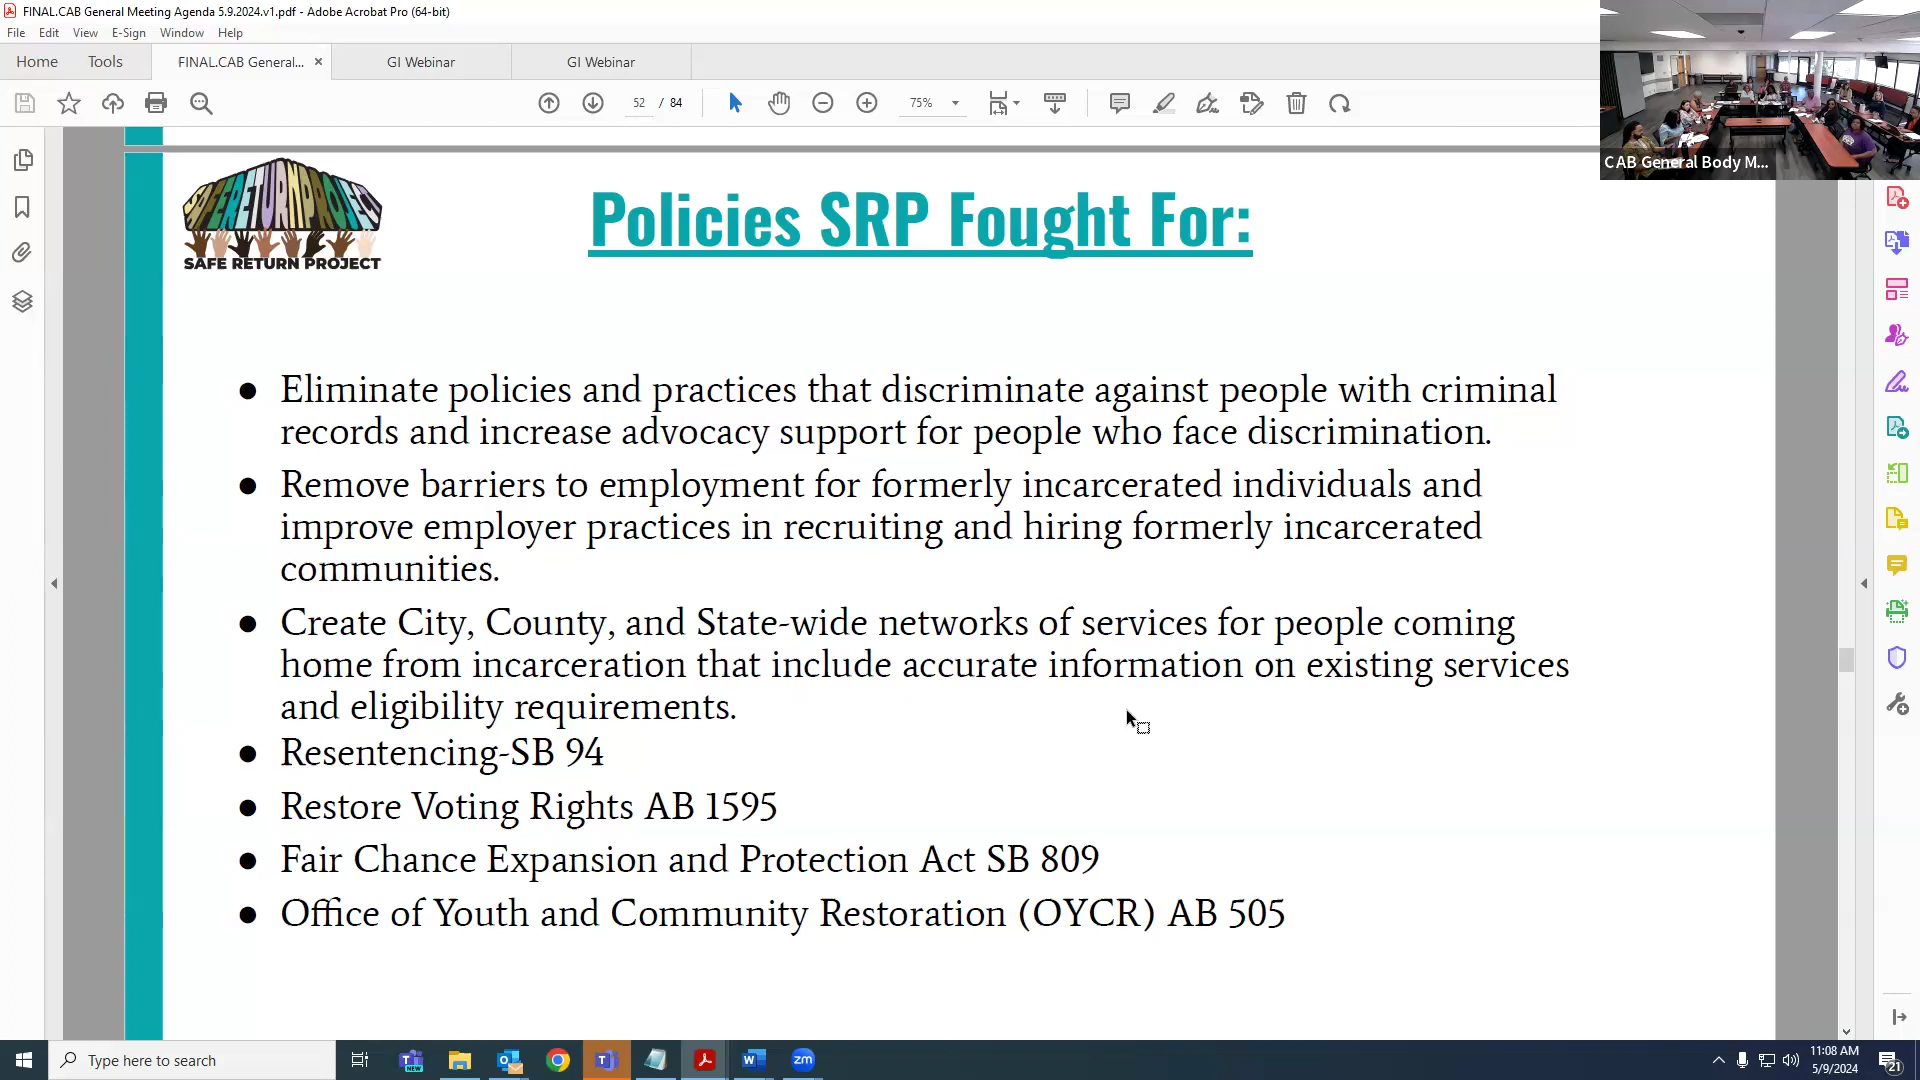 FINAL.CAB General Meeting Agenda 5.9.2024.v1.pdf - Adobe Acrobat Pro (64-bit)
File Edit View E-Sign Window Help
Home Tools FINAL.CAB General... × GI Webinar GI Webinar
52 / 84 75%
CAB General Body M...
SAFE RETURN PROJECT
SAFE RETURN PROJECT
Policies SRP Fought For:
● Eliminate policies and practices that discriminate against people with criminal
records and increase advocacy support for people who face discrimination.
● Remove barriers to employment for formerly incarcerated individuals and
improve employer practices in recruiting and hiring formerly incarcerated
communities.
● Create City, County, and State-wide networks of services for people coming
home from incarceration that include accurate information on existing services
and eligibility requirements.
● Resentencing-SB 94
● Restore Voting Rights AB 1595
● Fair Chance Expansion and Protection Act SB 809
● Office of Youth and Community Restoration (OYCR) AB 505
Type here to search
NEW
zm
11:08 AM
5/9/2024
21